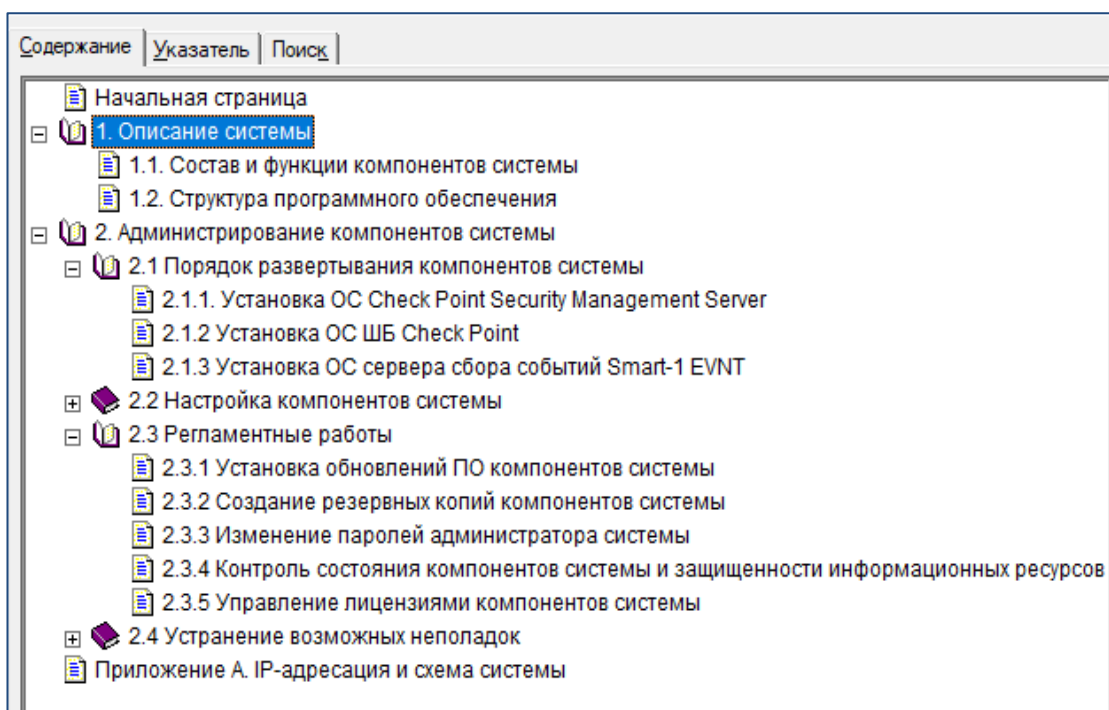 Содержание Указатель Поиск
Начальная страница
1. Описание системы
1.1. Состав и функции компонентов системы
1.2. Структура программного обеспечения
2. Администрирование компонентов системы
2.1 Порядок развертывания компонентов системы
2.1.1. Установка ОС Check Point Security Management Server
2.1.2 Установка ОС ШБ Check Point
2.1.3 Установка ОС сервера сбора событий Smart-1 EVNT
2.2 Настройка компонентов системы
2.3 Регламентные работы
2.3.1 Установка обновлений ПО компонентов системы
2.3.2 Создание резервных копий компонентов системы
2.3.3 Изменение паролей администратора системы
2.3.4 Контроль состояния компонентов системы и защищенности информационных ресурсов
2.3.5 Управление лицензиями компонентов системы
2.4 Устранение возможных неполадок
Приложение А. IP-адресация и схема системы